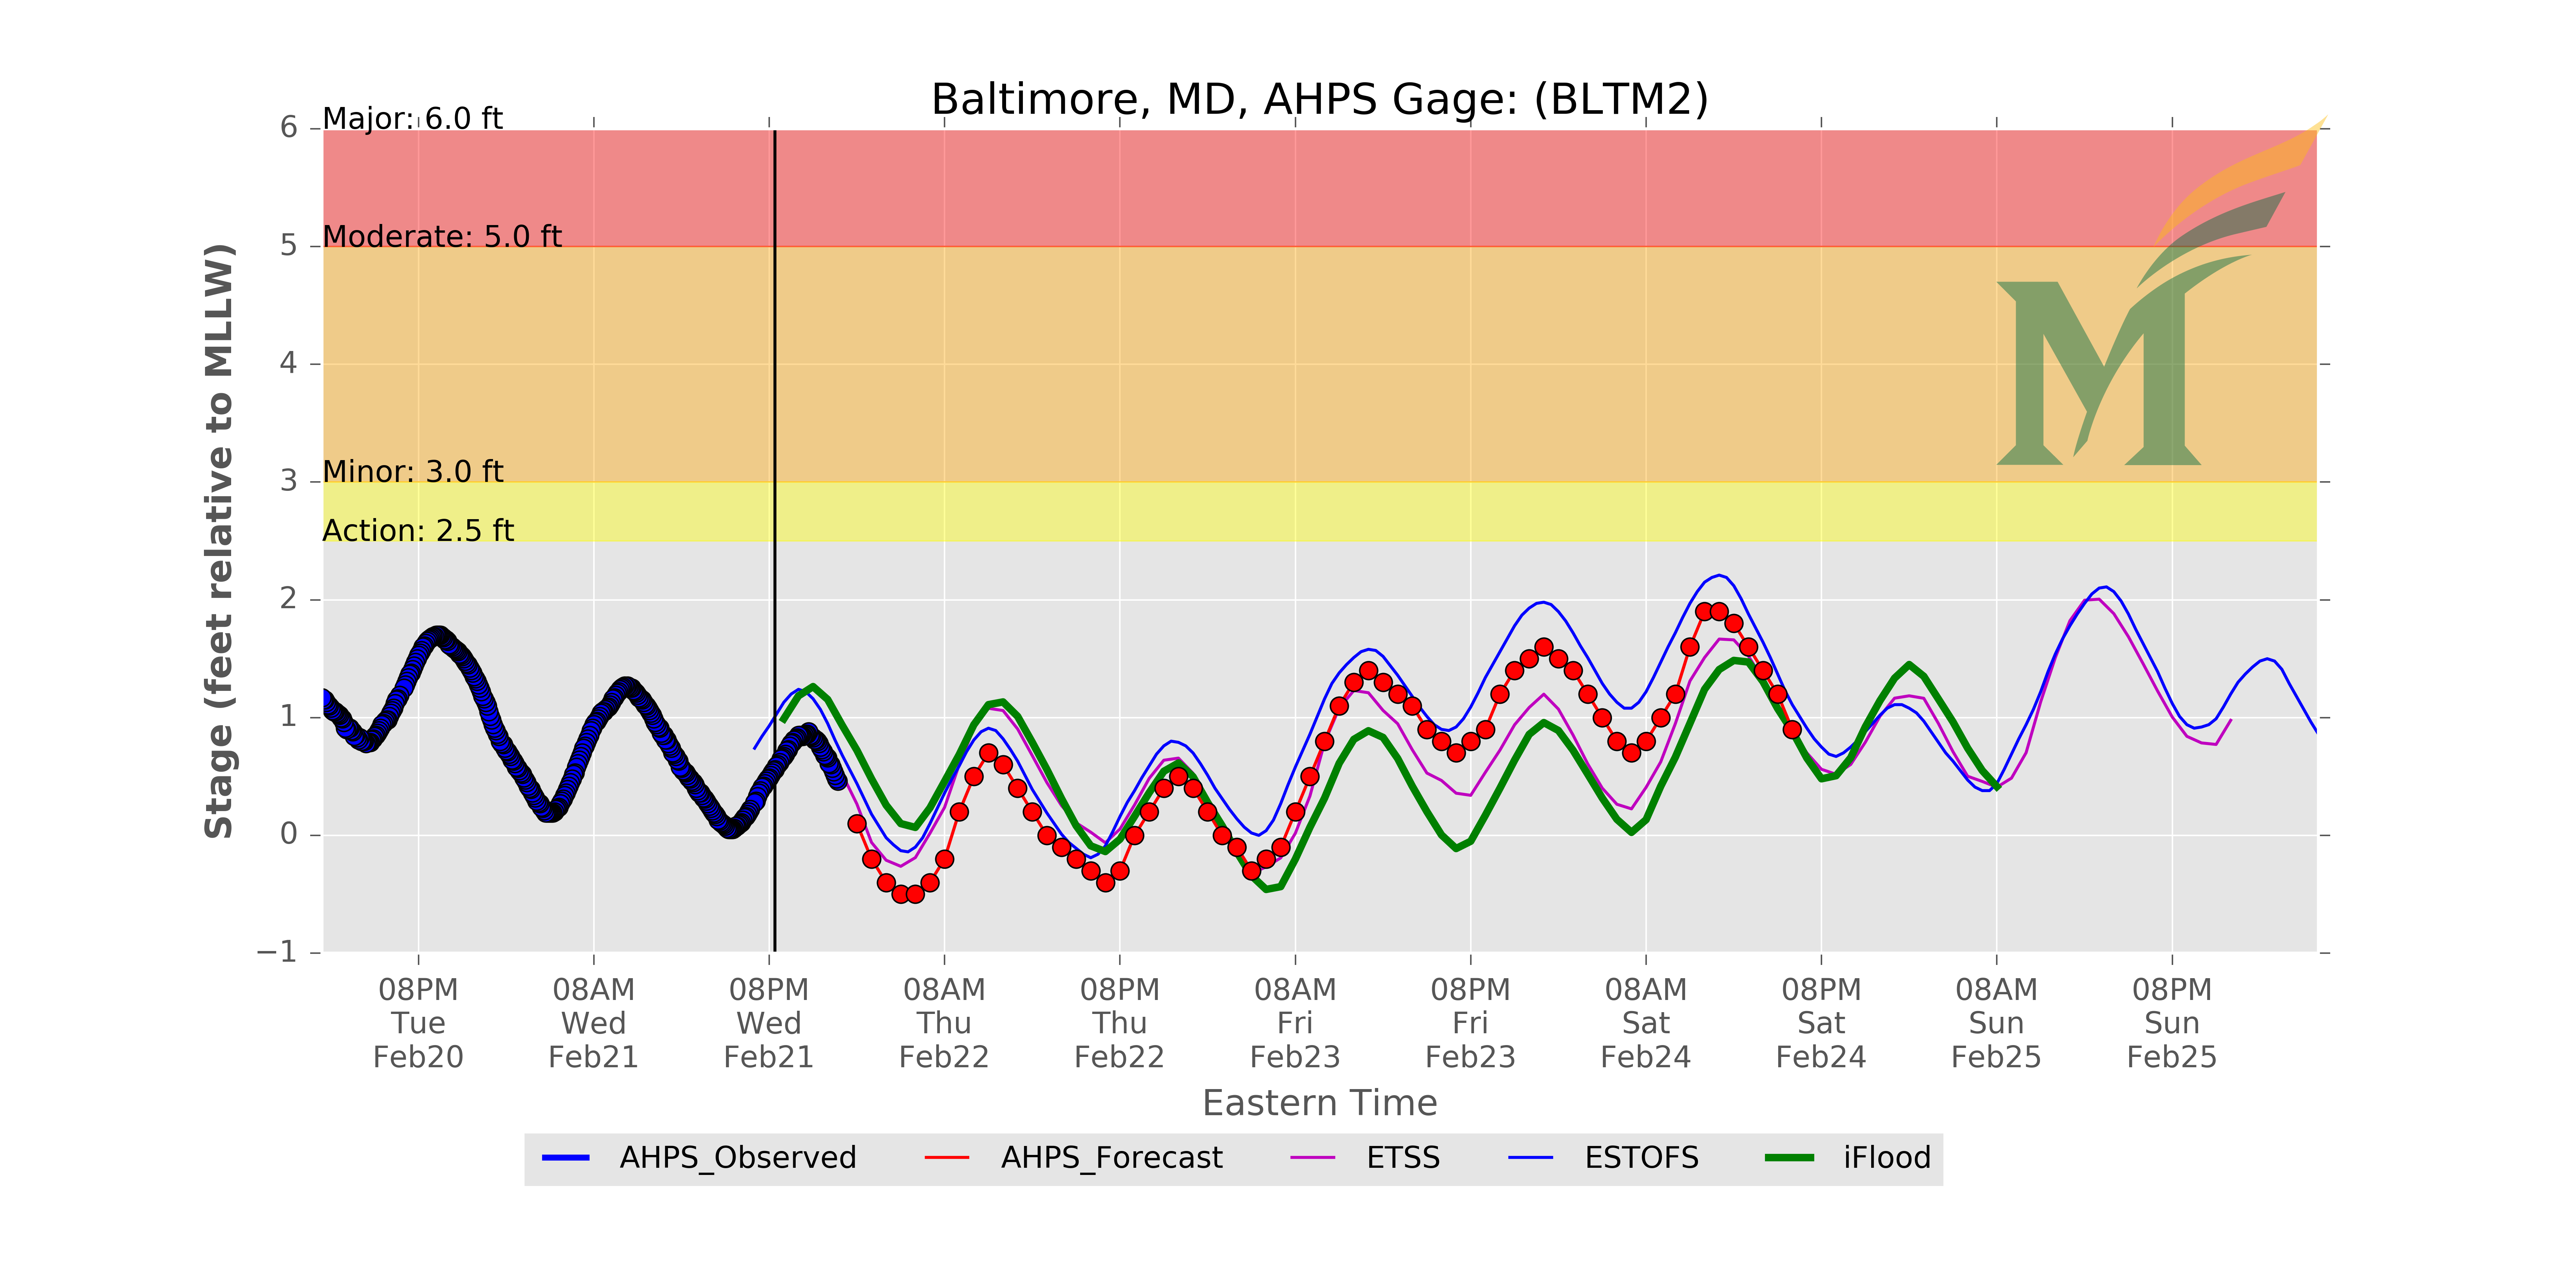 Baltimore, MD, AHPS Gage: (BLTM2)
Major: 6.0 ft
Moderate: 5.0 ft
Minor: 3.0 ft
Action: 2.5 ft
6
5
4
3
2
1
0
−1
Stage (feet relative to MLLW)
08PM 08AM 08PM 08AM 08PM 08AM 08PM 08AM 08PM 08AM 08PM
Tue Wed Wed Thu Thu Fri Fri Sat Sat Sun Sun
Feb20 Feb21 Feb21 Feb22 Feb22 Feb23 Feb23 Feb24 Feb24 Feb25 Feb25
Eastern Time
AHPS_Observed AHPS_Forecast ETSS ESTOFS iFlood
M